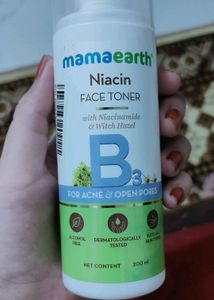 mamaearth
Niacin
FACE TONER
with Niacinamide
& Witch Hazel
B3
FOR ACNE & OPEN PORES
ALCOHOL
FREE
DERMATOLOGICALLY
TESTED
NET CONTENT 200 ml